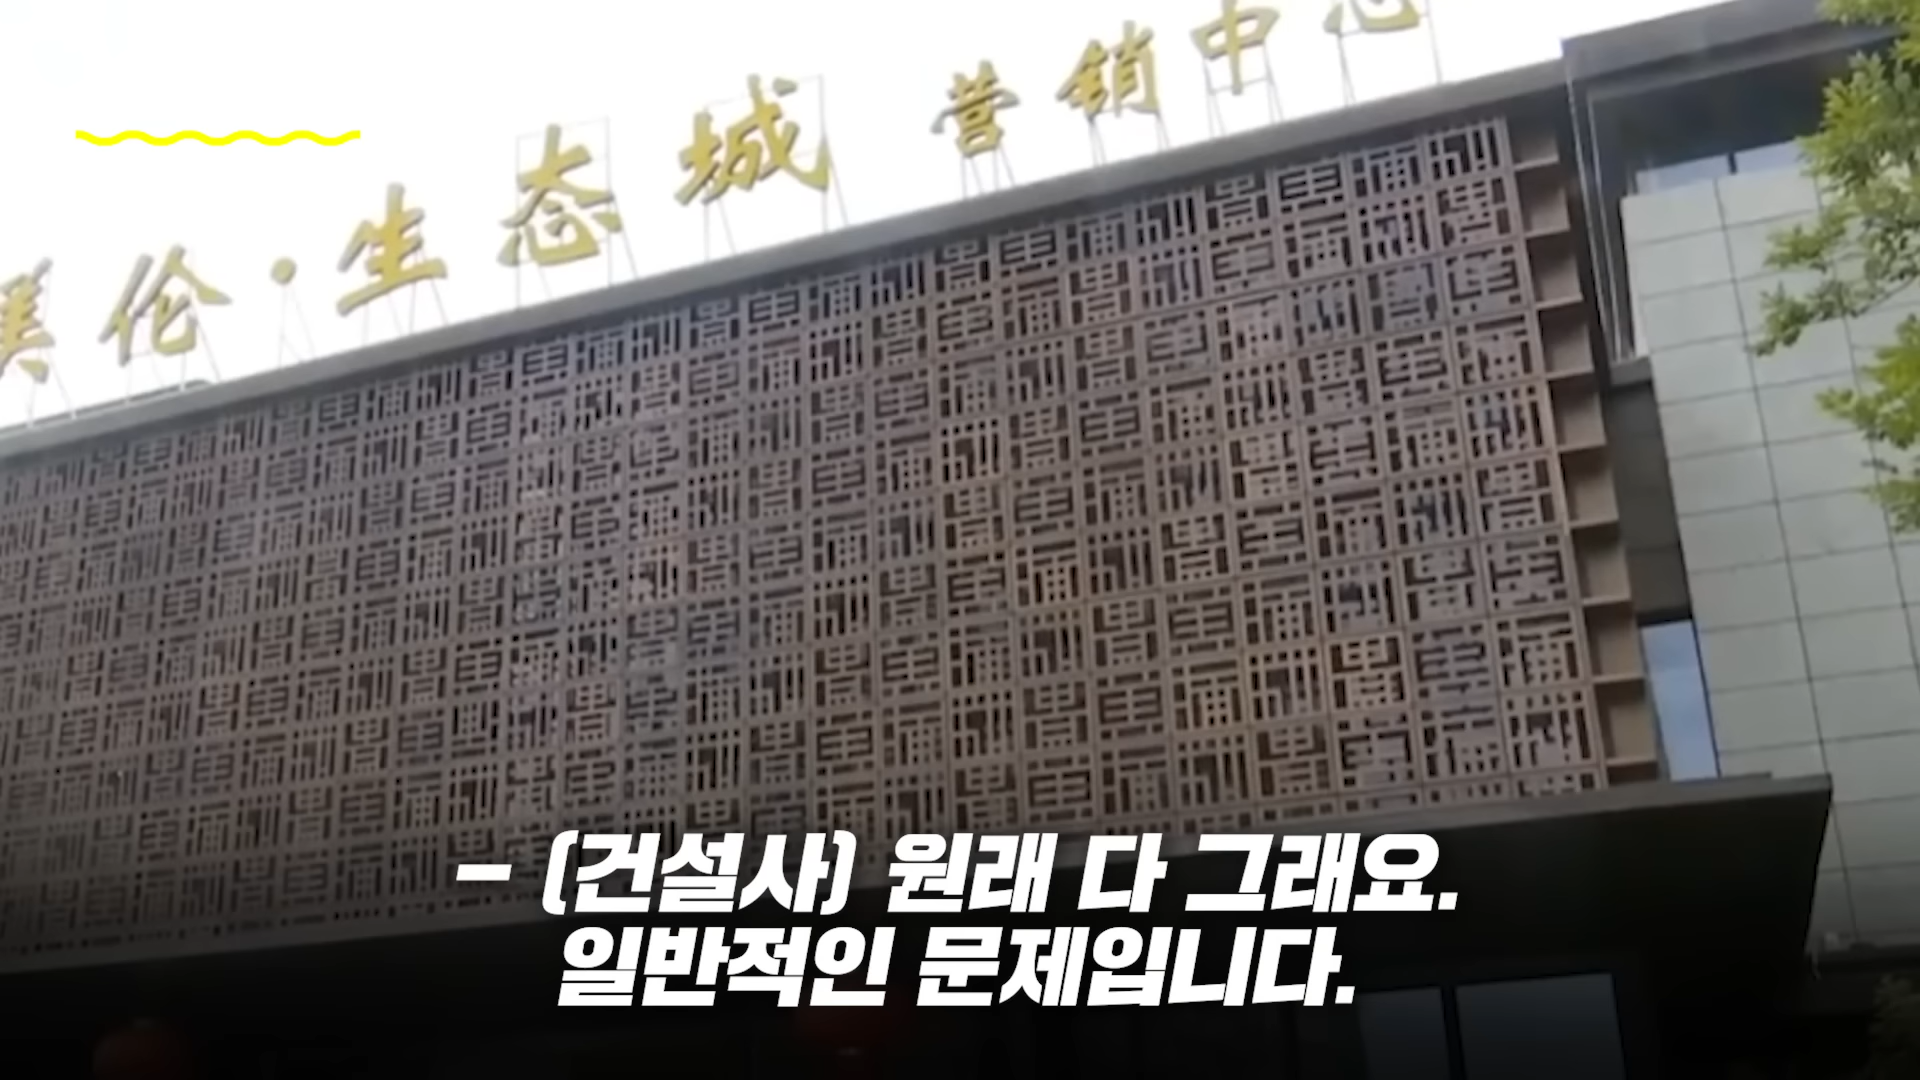 美伦·生态城 营销中心
- (건설사) 원래 다 그래요.
일반적인 문제입니다.